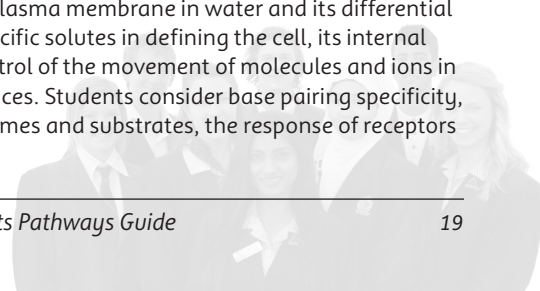 plasma membrane in water and its differential
cific solutes in defining the cell, its internal
trol of the movement of molecules and ions in
ces. Students consider base pairing specificity,
mes and substrates, the response of receptors
ts Pathways Guide 19